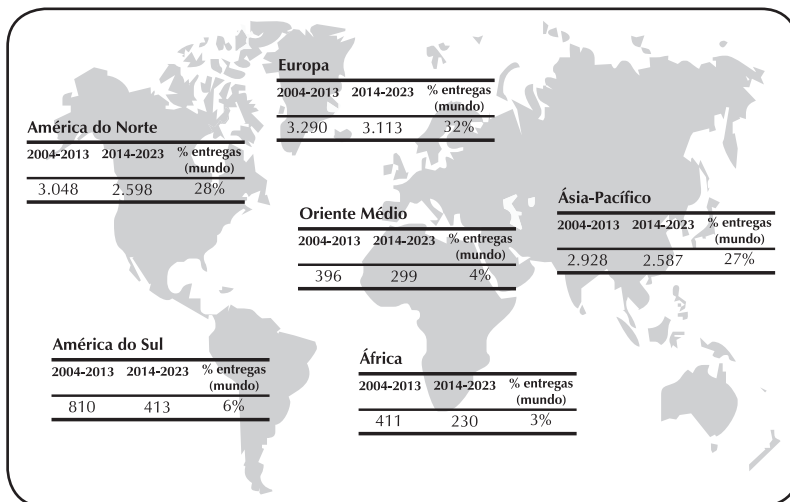 Europa
2004-2013 2014-2023 % entregas
(mundo)
3.290 3.113 32%
América do Norte
2004-2013 2014-2023 % entregas
(mundo)
3.048 2.598 28%
Oriente Médio
2004-2013 2014-2023 % entregas
(mundo)
396 299 4%
Ásia-Pacífico
2004-2013 2014-2023 % entregas
(mundo)
2.928 2.587 27%
América do Sul
2004-2013 2014-2023 % entregas
(mundo)
810 413 6%
África
2004-2013 2014-2023 % entregas
(mundo)
411 230 3%